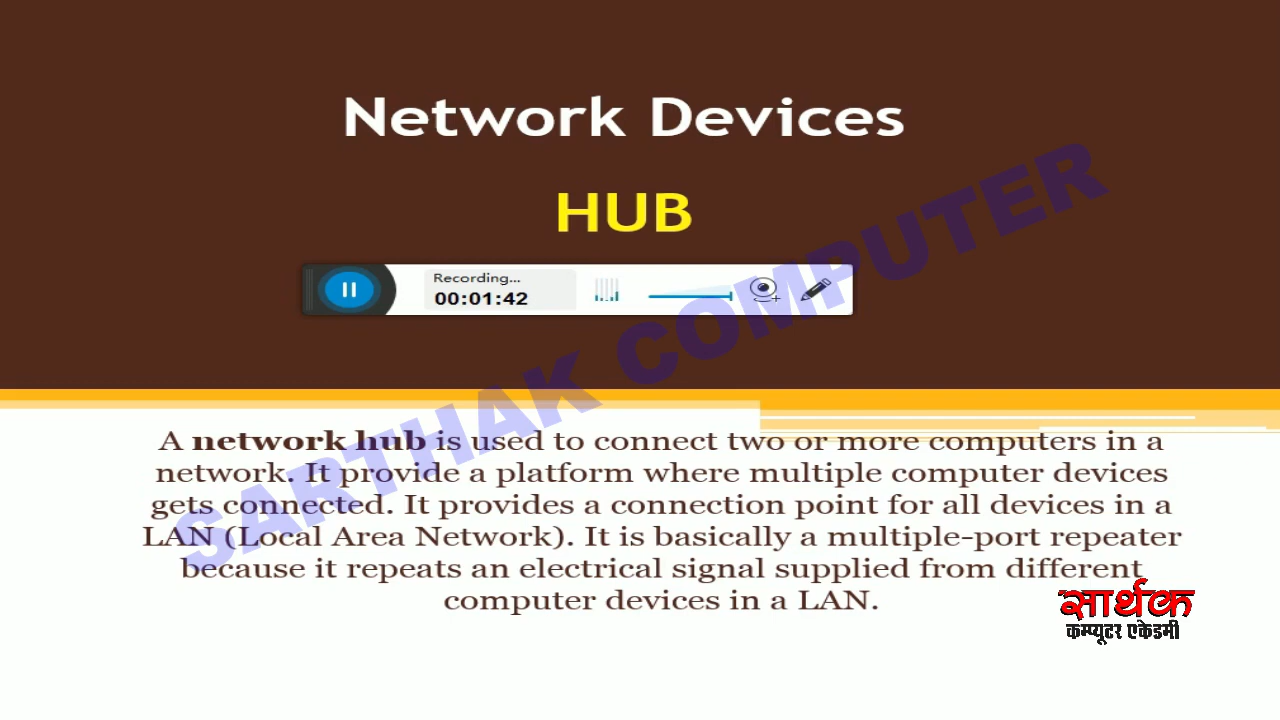 Network Devices
HUB
Recording...
00:01:42
SARTHAK COMPUTER
A network hub is used to connect two or more computers in a
network. It provide a platform where multiple computer devices
gets connected. It provides a connection point for all devices in a
LAN (Local Area Network). It is basically a multiple-port repeater
because it repeats an electrical signal supplied from different
computer devices in a LAN.
सार्थक
कम्प्यूटर एकेडमी